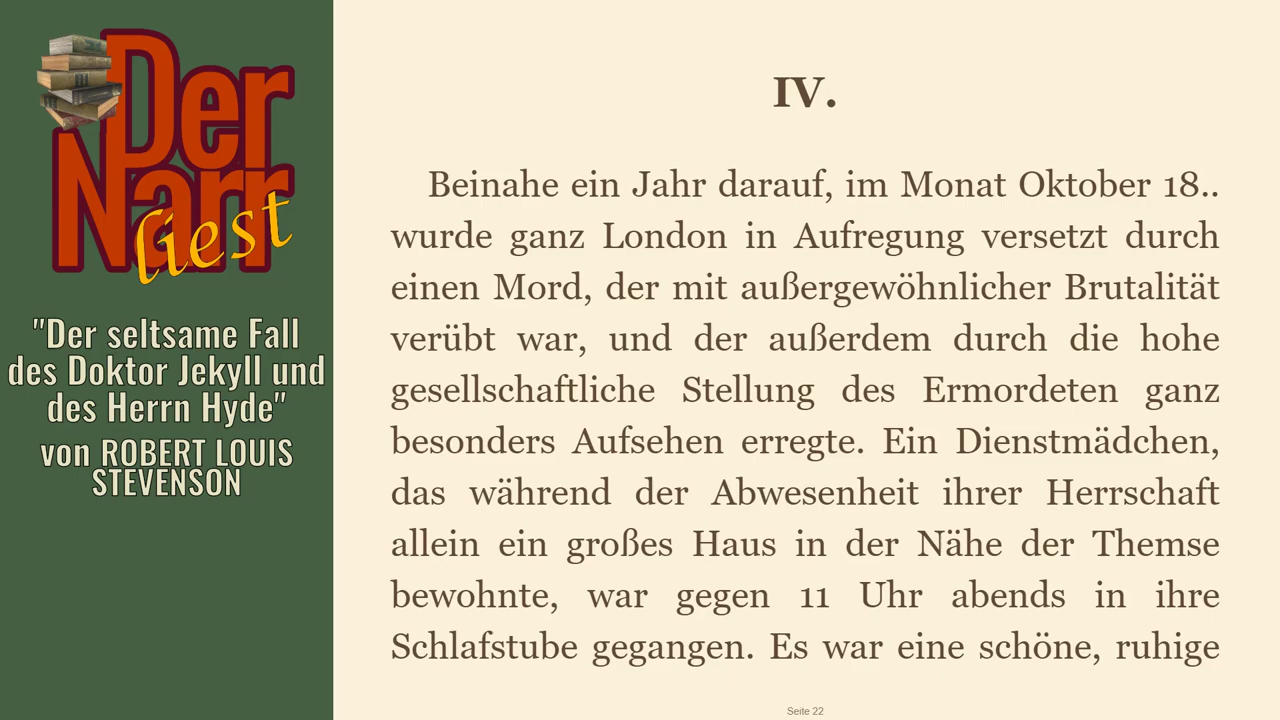 Der
Narr
liest
"Der seltsame Fall
des Doktor Jekyll und
des Herrn Hyde"
von ROBERT LOUIS
STEVENSON
IV.
Beinahe ein Jahr darauf, im Monat Oktober 18..
wurde ganz London in Aufregung versetzt durch
einen Mord, der mit außergewöhnlicher Brutalität
verübt war, und der außerdem durch die hohe
gesellschaftliche Stellung des Ermordeten ganz
besonders Aufsehen erregte. Ein Dienstmädchen,
das während der Abwesenheit ihrer Herrschaft
allein ein großes Haus in der Nähe der Themse
bewohnte, war gegen 11 Uhr abends in ihre
Schlafstube gegangen. Es war eine schöne, ruhige
Seite 22